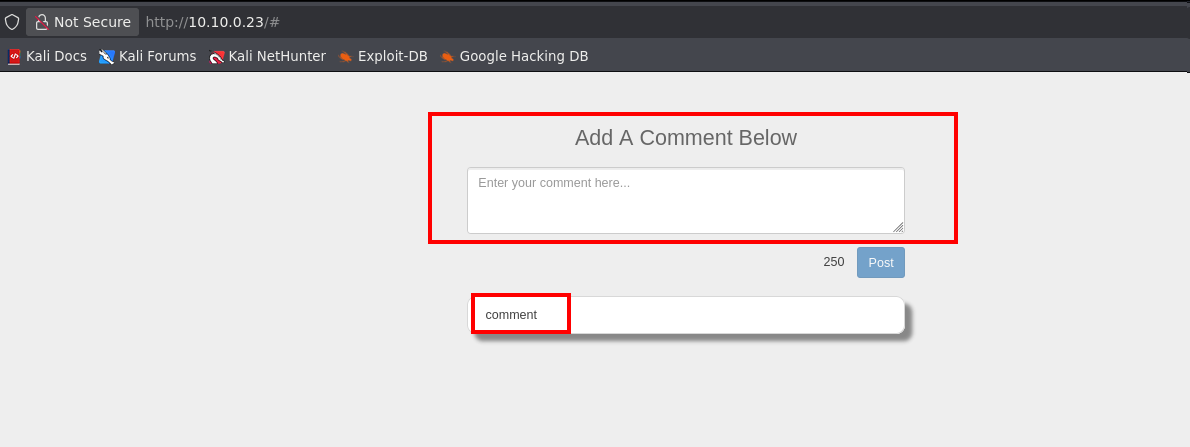 Not Secure http://10.10.0.23/#
Kali Docs Kali Forums Kali NetHunter Exploit-DB Google Hacking DB
Add A Comment Below
Enter your comment here...
250 Post
comment